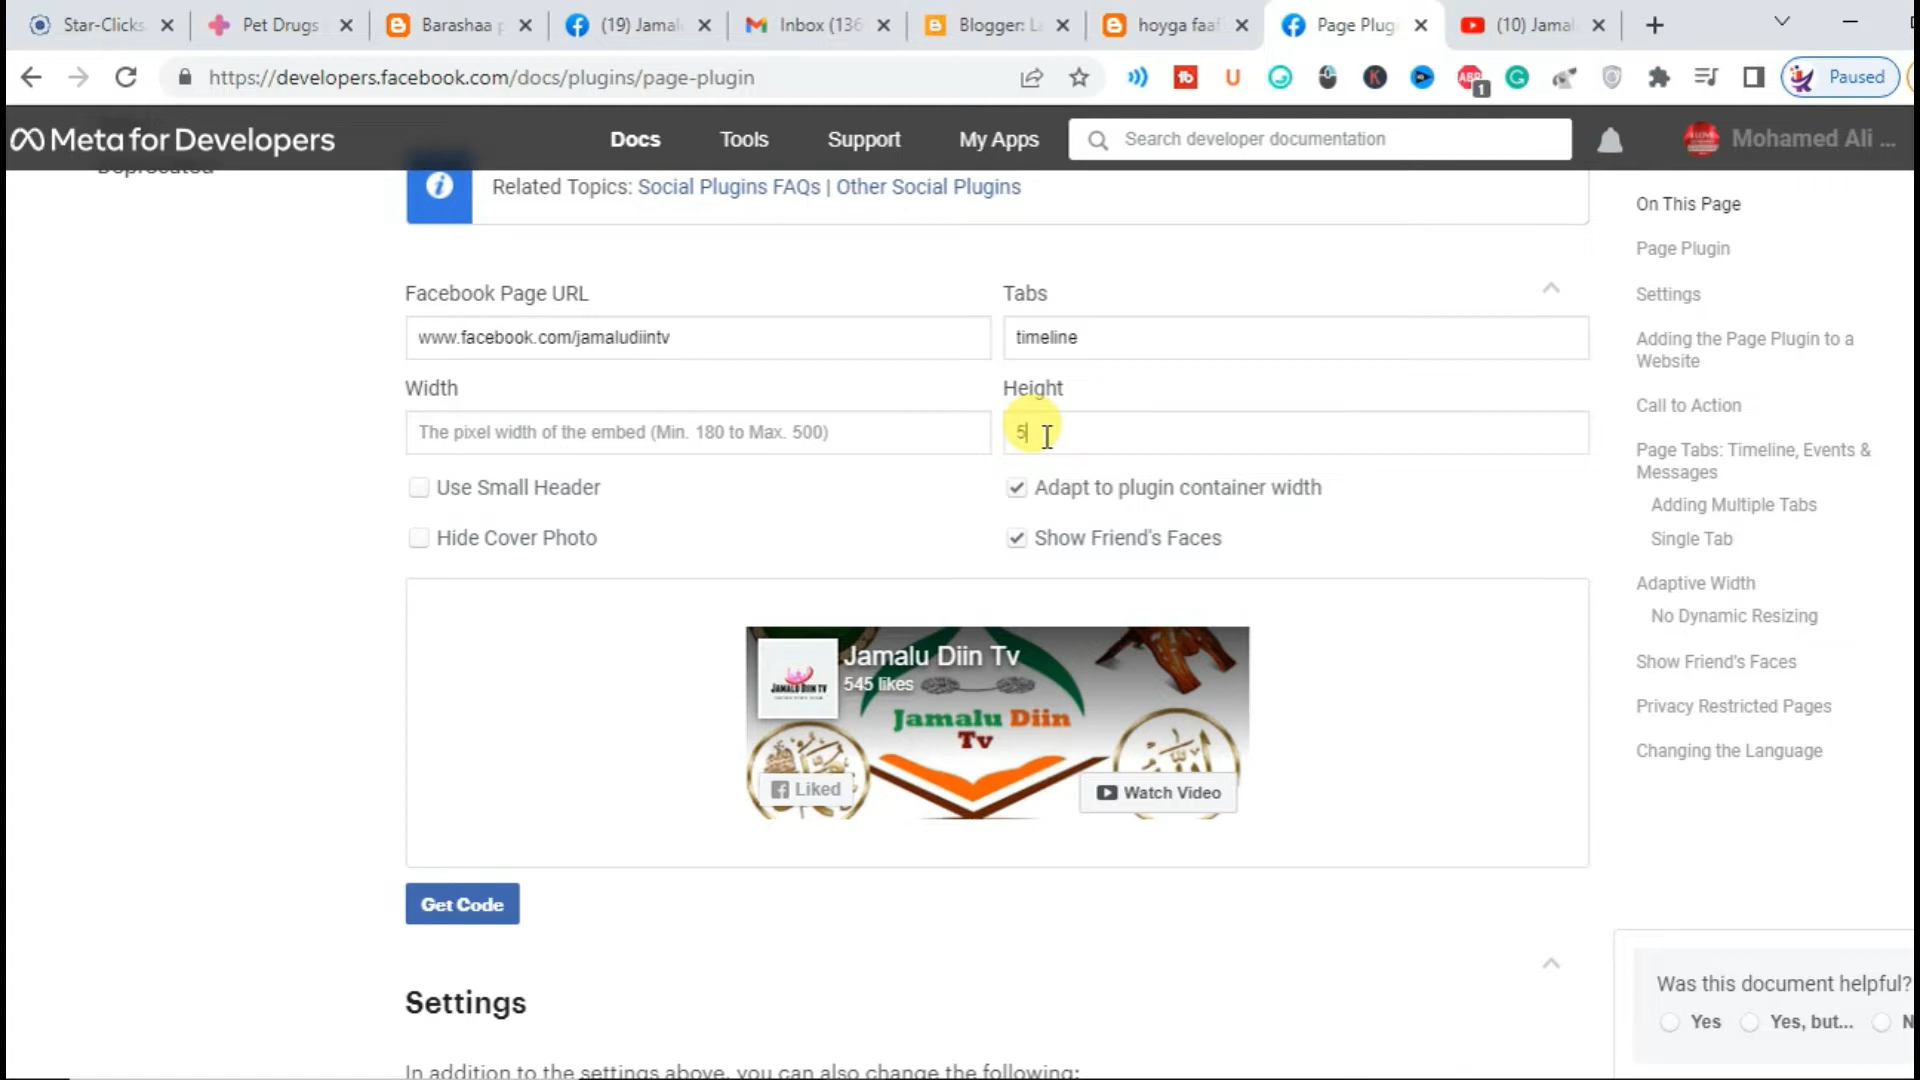 Star-Clicks
Pet Drugs
Barashaa p
(19) Jamal
Inbox (136
Blogger: L
hoyga faaf
Page Plug
(10) Jamal
https://developers.facebook.com/docs/plugins/page-plugin
1
Paused
Meta for Developers
Docs
Tools
Support
My Apps
Search developer documentation
Mohamed Ali ...
Deprecated
Related Topics: Social Plugins FAQs | Other Social Plugins
Facebook Page URL
Tabs
www.facebook.com/jamaludiintv
timeline
Width
Height
The pixel width of the embed (Min. 180 to Max. 500)
5
Use Small Header
Adapt to plugin container width
Hide Cover Photo
Show Friend's Faces
Jamalu Diin Tv
545 likes
JAMALU DIIN TV
Jamalu Diin
Tv
Liked
Watch Video
Get Code
Settings
In addition to the settings above, you can also change the following:
On This Page
Page Plugin
Settings
Adding the Page Plugin to a
Website
Call to Action
Page Tabs: Timeline, Events &
Messages
Adding Multiple Tabs
Single Tab
Adaptive Width
No Dynamic Resizing
Show Friend's Faces
Privacy Restricted Pages
Changing the Language
Was this document helpful?
Yes
Yes, but...
N